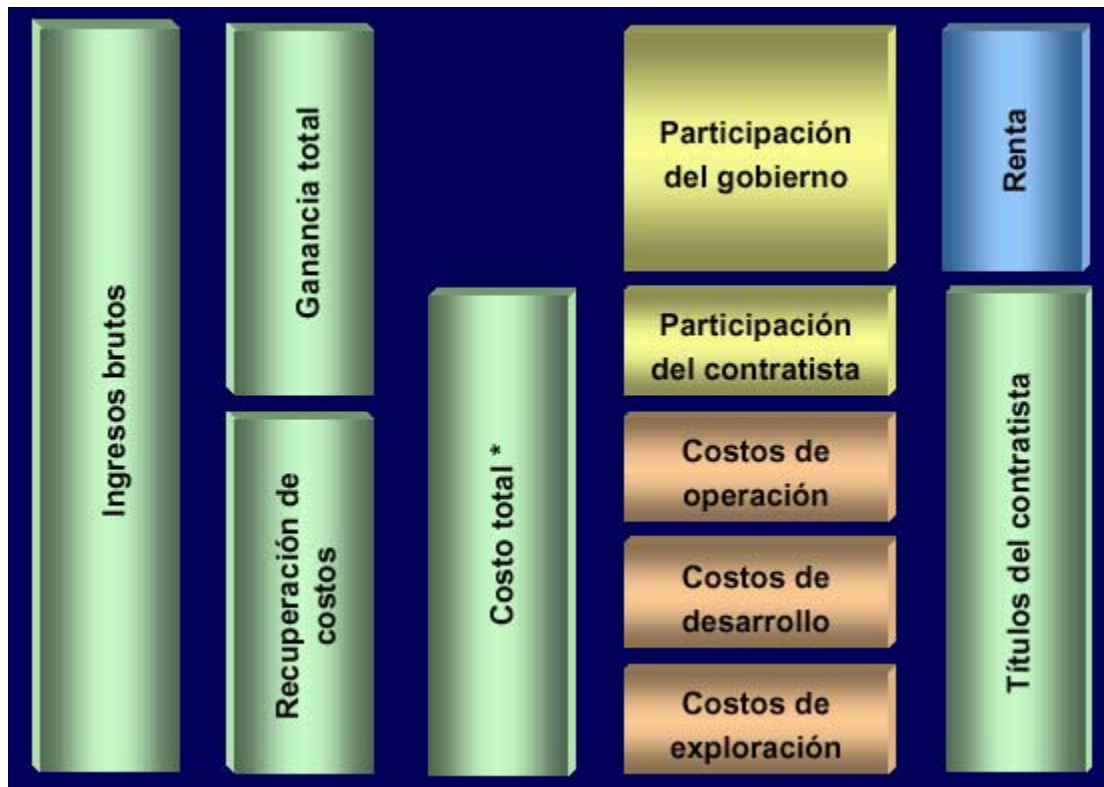 Ingresos brutos
Ganancia total
Recuperación de
costos
Costo total *
Participación
del gobierno
Participación
del contratista
Costos de
operación
Costos de
desarrollo
Costos de
exploración
Renta
Títulos del contratista